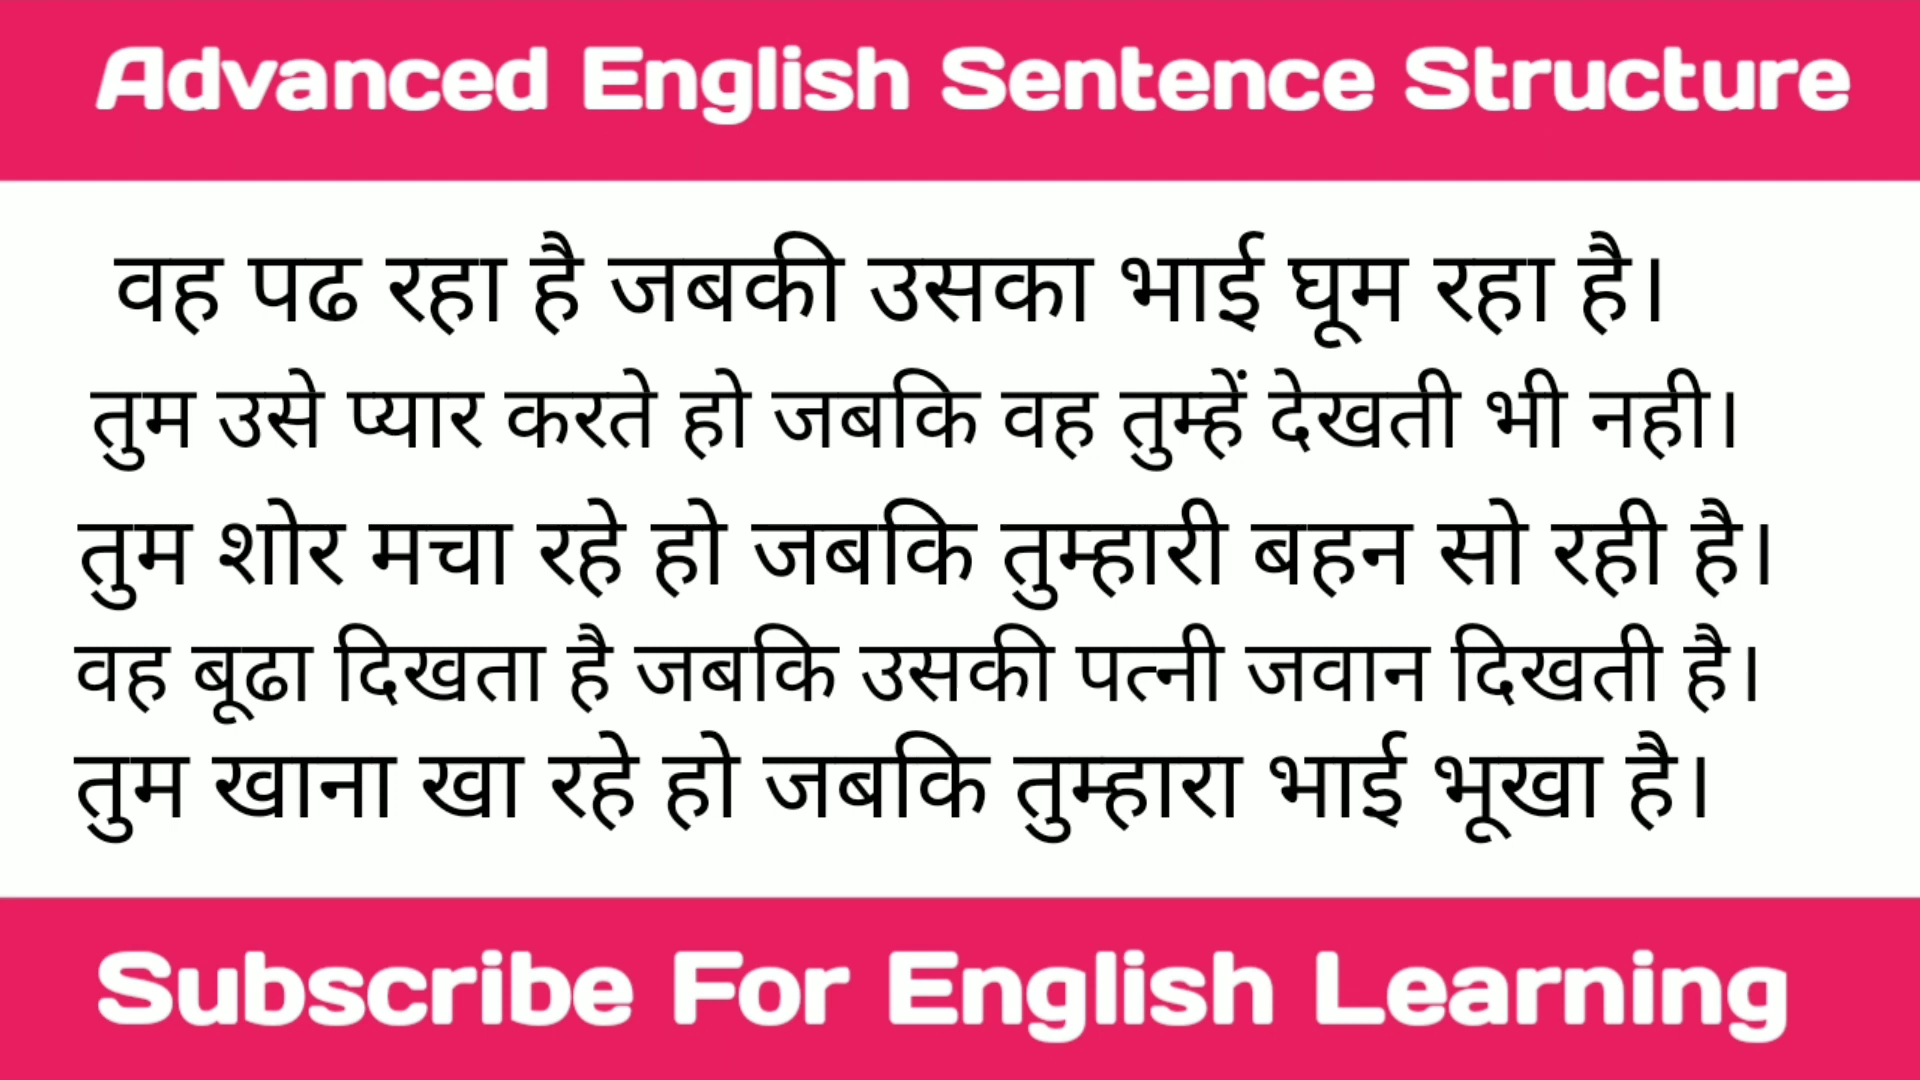 Advanced English Sentence Structure
वह पढ रहा है जबकी उसका भाई घूम रहा है।
तुम उसे प्यार करते हो जबकि वह तुम्हें देखती भी नही।
तुम शोर मचा रहे हो जबकि तुम्हारी बहन सो रही है।
वह बूढा दिखता है जबकि उसकी पत्नी जवान दिखती है।
तुम खाना खा रहे हो जबकि तुम्हारा भाई भूखा है।
Subscribe For English Learning